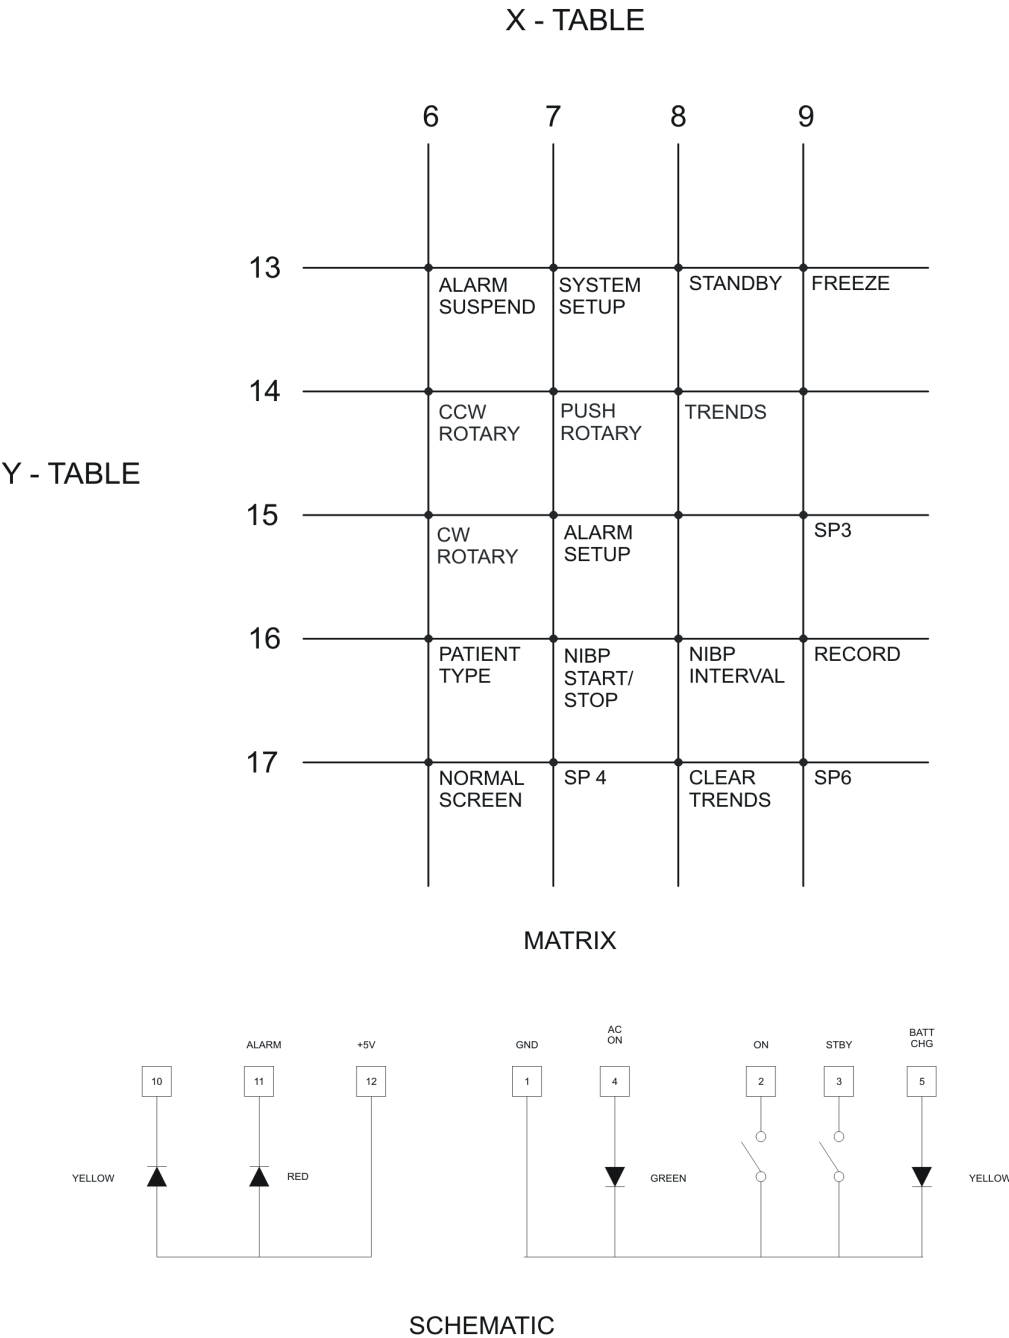 X - TABLE
6 7 8 9
13
ALARM
SUSPEND
SYSTEM
SETUP
STANDBY
FREEZE
14
CCW
ROTARY
PUSH
ROTARY
TRENDS
Y - TABLE
15
CW
ROTARY
ALARM
SETUP
SP3
16
PATIENT
TYPE
NIBP
START/
STOP
NIBP
INTERVAL
RECORD
17
NORMAL
SCREEN
SP 4
CLEAR
TRENDS
SP6
MATRIX
ALARM
+5V
GND
AC
ON
ON
STBY
BATT
CHG
10
11
12
1
4
2
3
5
YELLOW
RED
GREEN
YELLOW
SCHEMATIC